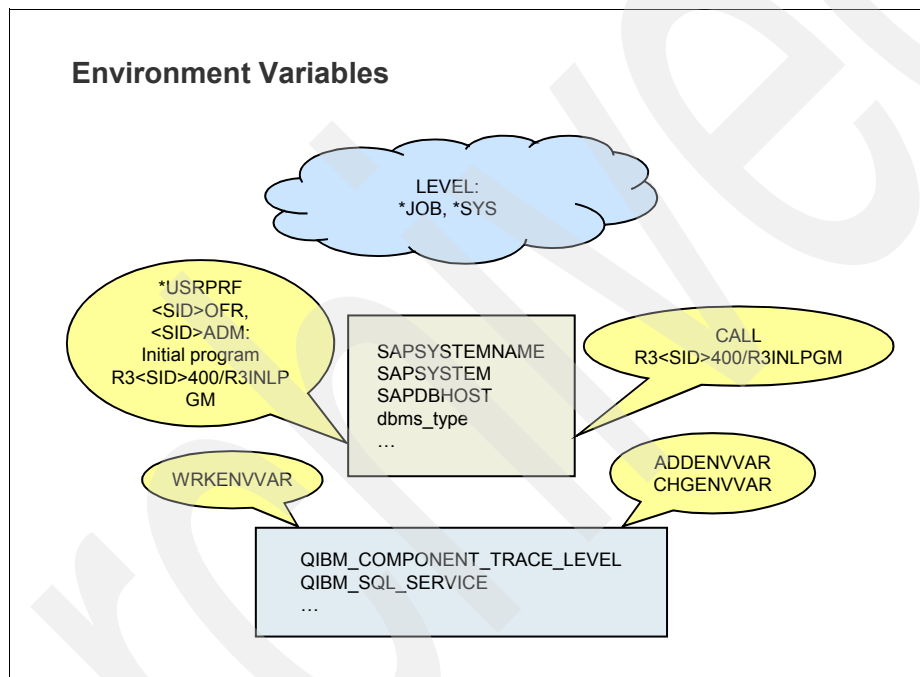 Environment Variables
LEVEL:
*JOB, *SYS
*USRPRF
<SID>OFR,
<SID>ADM:
Initial program
R3<SID>400/R3INLP
GM
SAPSYSTEMNAME
SAPSYSTEM
SAPDBHOST
dbms_type
…
CALL
R3<SID>400/R3INLPGM
WRKENVVAR
ADDENVVAR
CHGENVVAR
QIBM_COMPONENT_TRACE_LEVEL
QIBM_SQL_SERVICE
…